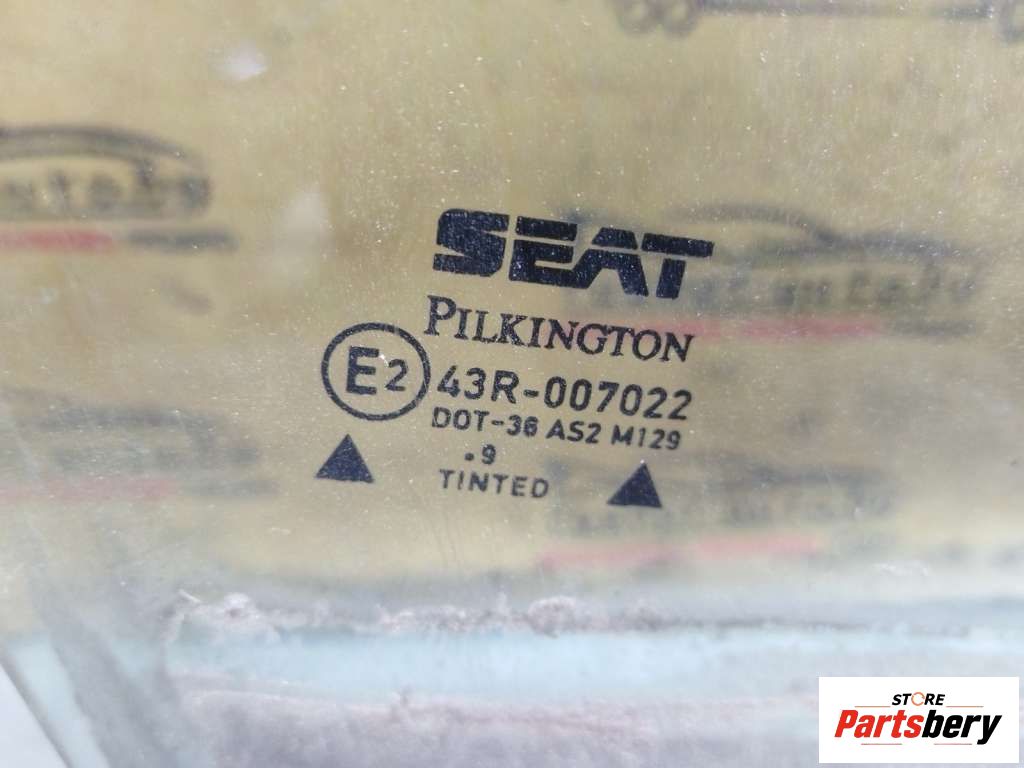 SEAT
PILKINGTON
E2
43R-007022
DOT-36 AS2 M129
.9
TINTED
STORE
Partsbery